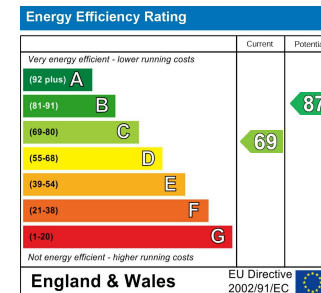 Energy Efficiency Rating
Current Potentia
Very energy efficient - lower running costs
(92 plus) A
(81-91) B
87
(69-80) C
69
(55-68) D
(39-54) E
(21-38) F
(1-20) G
Not energy efficient - higher running costs
England & Wales
EU Directive
2002/91/EC